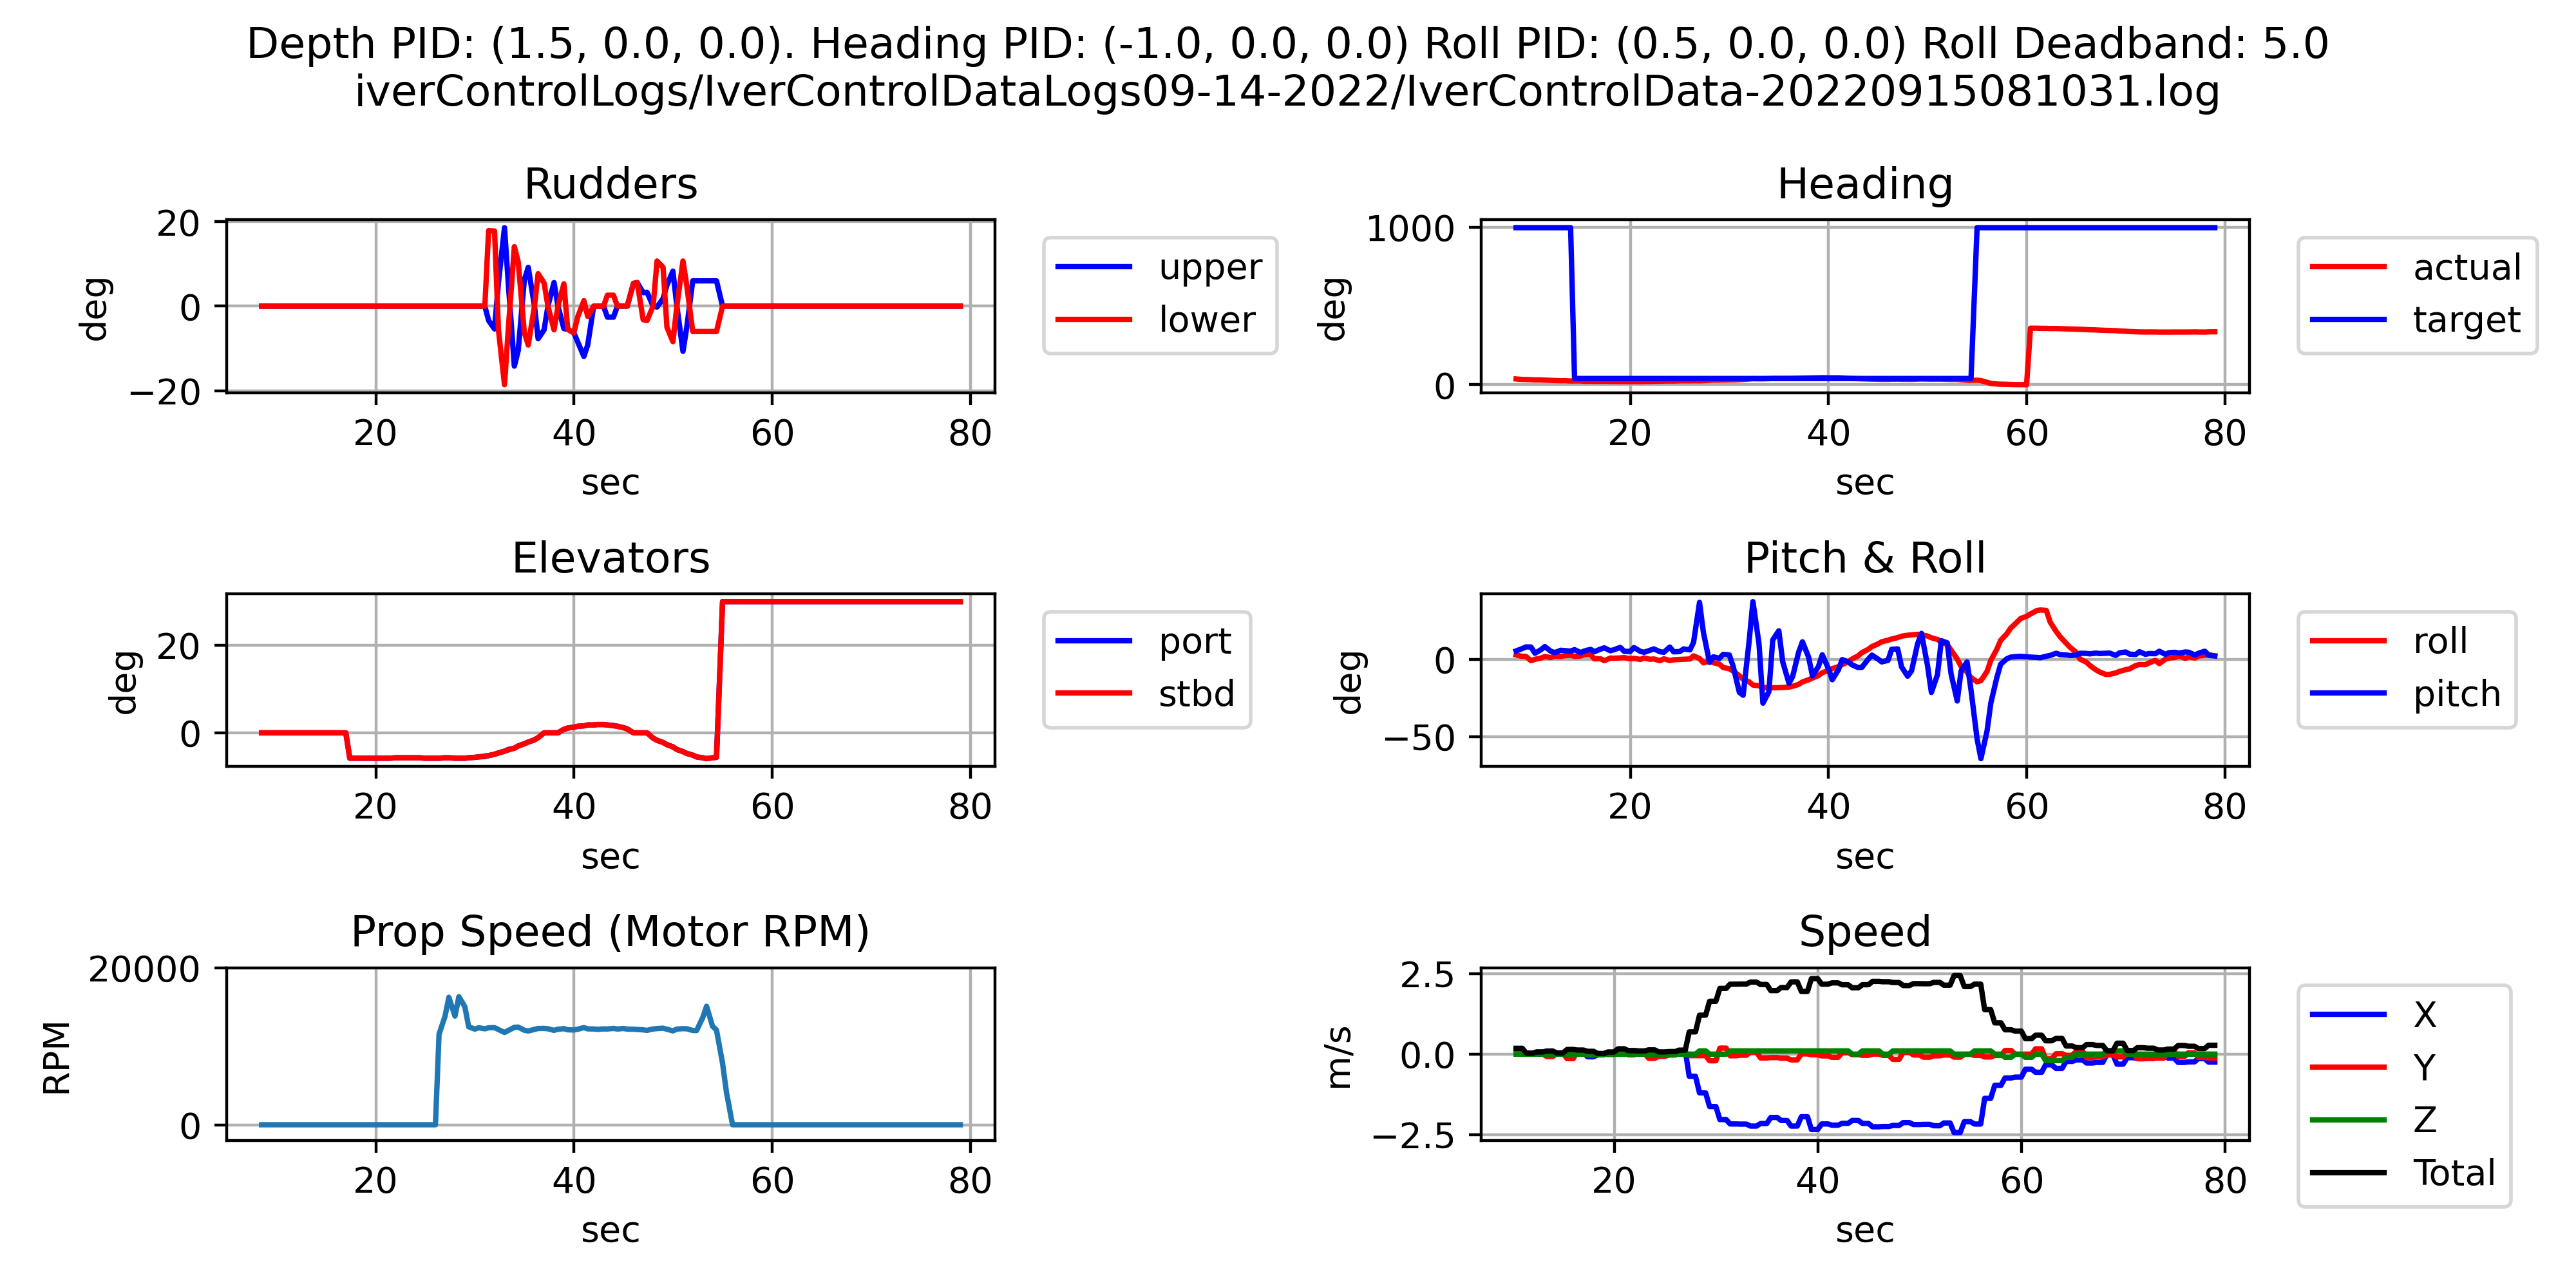 Depth PID: (1.5, 0.0, 0.0). Heading PID: (-1.0, 0.0, 0.0) Roll PID: (0.5, 0.0, 0.0) Roll Deadband: 5.0
iverControlLogs/IverControlDataLogs09-14-2022/IverControlData-20220915081031.log
Rudders
20
0
−20
deg
20 40 60 80
sec
upper
lower
Heading
1000
0
deg
20 40 60 80
sec
actual
target
Elevators
20
0
deg
20 40 60 80
sec
port
stbd
Pitch & Roll
0
−50
deg
20 40 60 80
sec
roll
pitch
Prop Speed (Motor RPM)
20000
0
RPM
20 40 60 80
sec
Speed
2.5
0.0
−2.5
m/s
20 40 60 80
sec
X
Y
Z
Total